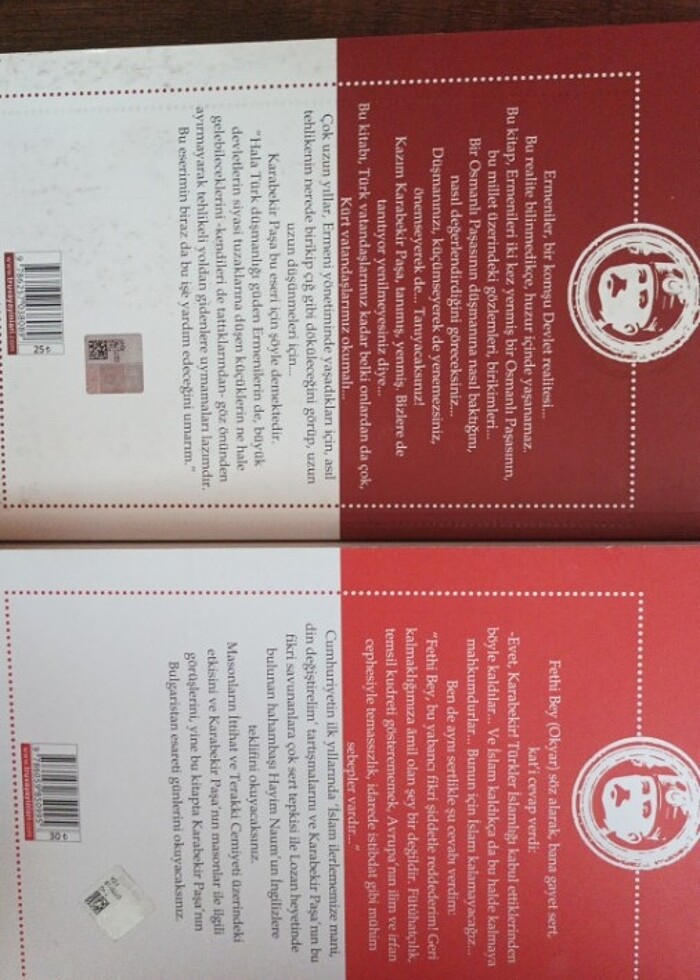 Ermeniler, bir komşu Devlet realitesi...
Bu realite bilinmedikçe, huzur içinde yaşanamaz.
Bu kitap, Ermenileri iki kez yenmiş bir Osmanlı Paşasının,
bu millet üzerindeki gözlemleri, birikimleri...
Bir Osmanlı Paşasının düşmanına nasıl baktığını,
nasıl değerlendirdiğini göreceksiniz...
Düşmanınızı, küçümseyerek de yenemezsiniz,
önemseyerek de... Tanıyacaksınız!
Kazım Karabekir Paşa, tanımış, yenmiş. Bizlere de
tanıtıyor yenilmeyesiniz diye...
Bu kitabı, Türk vatandaşlarımız kadar belki onlardan da çok,
Kürt vatandaşlarımız okumalı...
Çok uzun yıllar, Ermeni yönetiminde yaşadıkları için, asıl
tehlikenin nerede birikip çığ gibi döküleceğini görüp, uzun
uzun düşünmeleri için...
Karabekir Paşa bu eseri için şöyle demektedir.
"Hala Türk düşmanlığı güden Ermenilerin de, büyük
devletlerin siyasi tuzaklarına düşen küçüklerin ne hale
gelebileceklerini -kendileri de tattıklarından- göz önünden
ayırmayarak tehlikeli yoldan gidenlere uymamaları lazımdır.
Bu eserimin biraz da bu işe yardım edeceğini umarım."
25 ₺
www.truvayayinlari.com
Fethi Bey (Okyar) söz alarak, bana gayet sert,
kat'i cevap verdi:
-Evet, Karabekir! Türkler İslamlığı kabul ettiklerinden
böyle kaldılar... Ve İslam kaldıkça da bu halde kalmaya
mahkumdurlar... Bunun için İslam kalamayacağız...
Ben de aynı sertlikle şu cevabı verdim:
"Fethi Bey, bu yabancı fikri şiddetle reddederim! Geri
kalmaklığımıza âmil olan şey bir değildir. Fütûhatçılık,
temsil kudreti gösterememek, Avrupa'nın ilim ve irfan
cephesiyle temassızlık, idarede istibdat gibi mühim
sebepler vardır..."
Cumhuriyetin ilk yıllarında 'İslam ilerlememize mani,
din değiştirelim' tartışmalarını ve Karabekir Paşa'nın bu
fikri savunanlara çok sert tepkisi ile Lozan heyetinde
bulunan hahambaşı Hayim Naum'un İngilizlere
teklifini okuyacaksınız.
Masonların İttihat ve Terakki Cemiyeti üzerindeki
etkisini ve Karabekir Paşa'nın masonlar ile ilgili
görüşlerini, yine bu kitapta Karabekir Paşa'nın
Bulgaristan esareti günlerini okuyacaksınız.
30 ₺
www.truvayayinlari.com